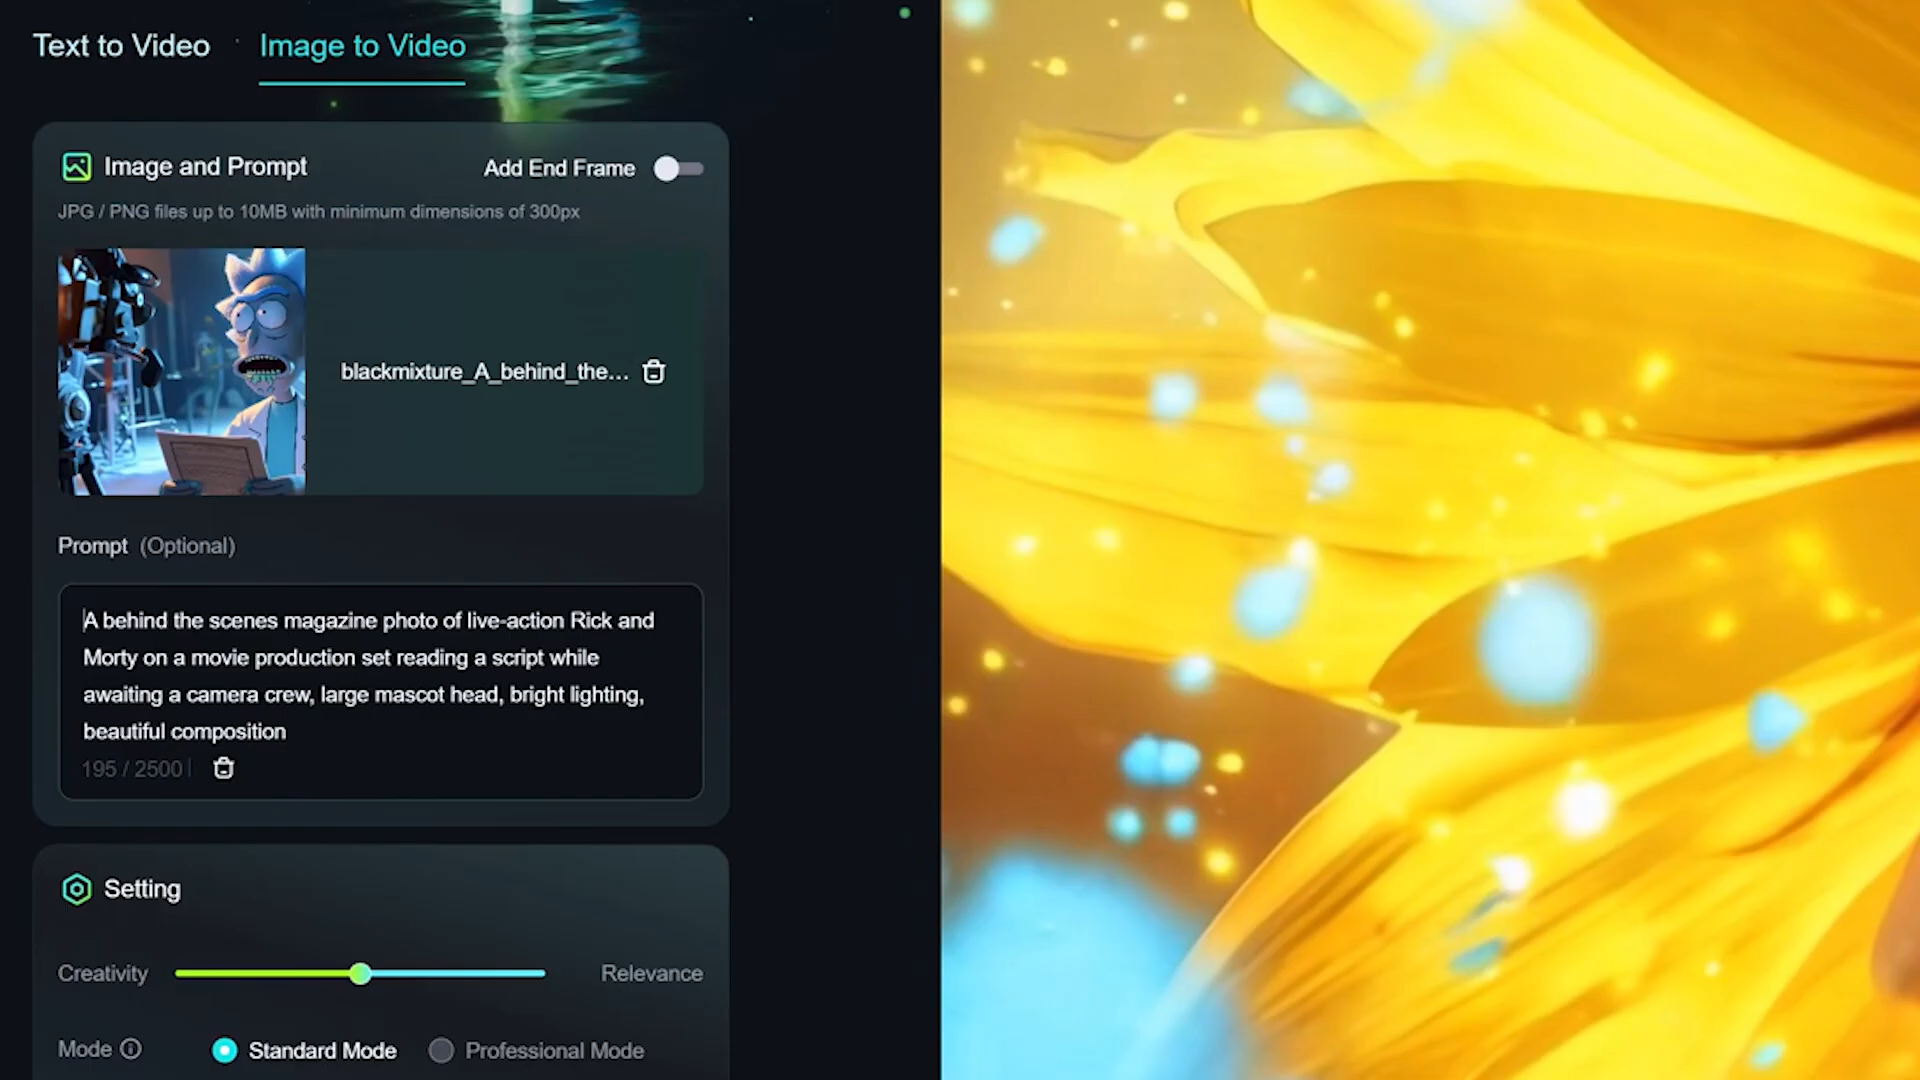 Text to Video
Image to Video
Image and Prompt
Add End Frame
JPG / PNG files up to 10MB with minimum dimensions of 300px
blackmixture_A_behind_the...
Prompt (Optional)
A behind the scenes magazine photo of live-action Rick and
Morty on a movie production set reading a script while
awaiting a camera crew, large mascot head, bright lighting,
beautiful composition
195 / 2500
Setting
Creativity
Relevance
Mode
Standard Mode
Professional Mode